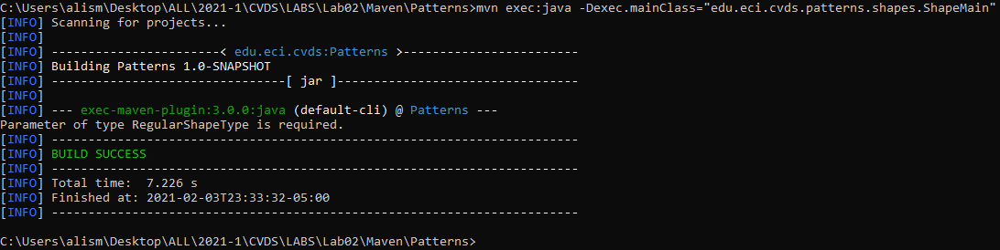 C:\Users\alism\Desktop\ALL\2021-1\CVDS\LABS\Lab02\Maven\Patterns>mvn exec:java -Dexec.mainClass="edu.eci.cvds.patterns.shapes.ShapeMain"
[INFO] Scanning for projects...
[INFO]
[INFO] ----------------------< edu.eci.cvds:Patterns >-----------------------
[INFO] Building Patterns 1.0-SNAPSHOT
[INFO] --------------------------------[ jar ]---------------------------------
[INFO]
[INFO] --- exec-maven-plugin:3.0.0:java (default-cli) @ Patterns ---
Parameter of type RegularShapeType is required.
[INFO] ------------------------------------------------------------------------
[INFO] BUILD SUCCESS
[INFO] ------------------------------------------------------------------------
[INFO] Total time:  7.226 s
[INFO] Finished at: 2021-02-03T23:33:32-05:00
[INFO] ------------------------------------------------------------------------
C:\Users\alism\Desktop\ALL\2021-1\CVDS\LABS\Lab02\Maven\Patterns>